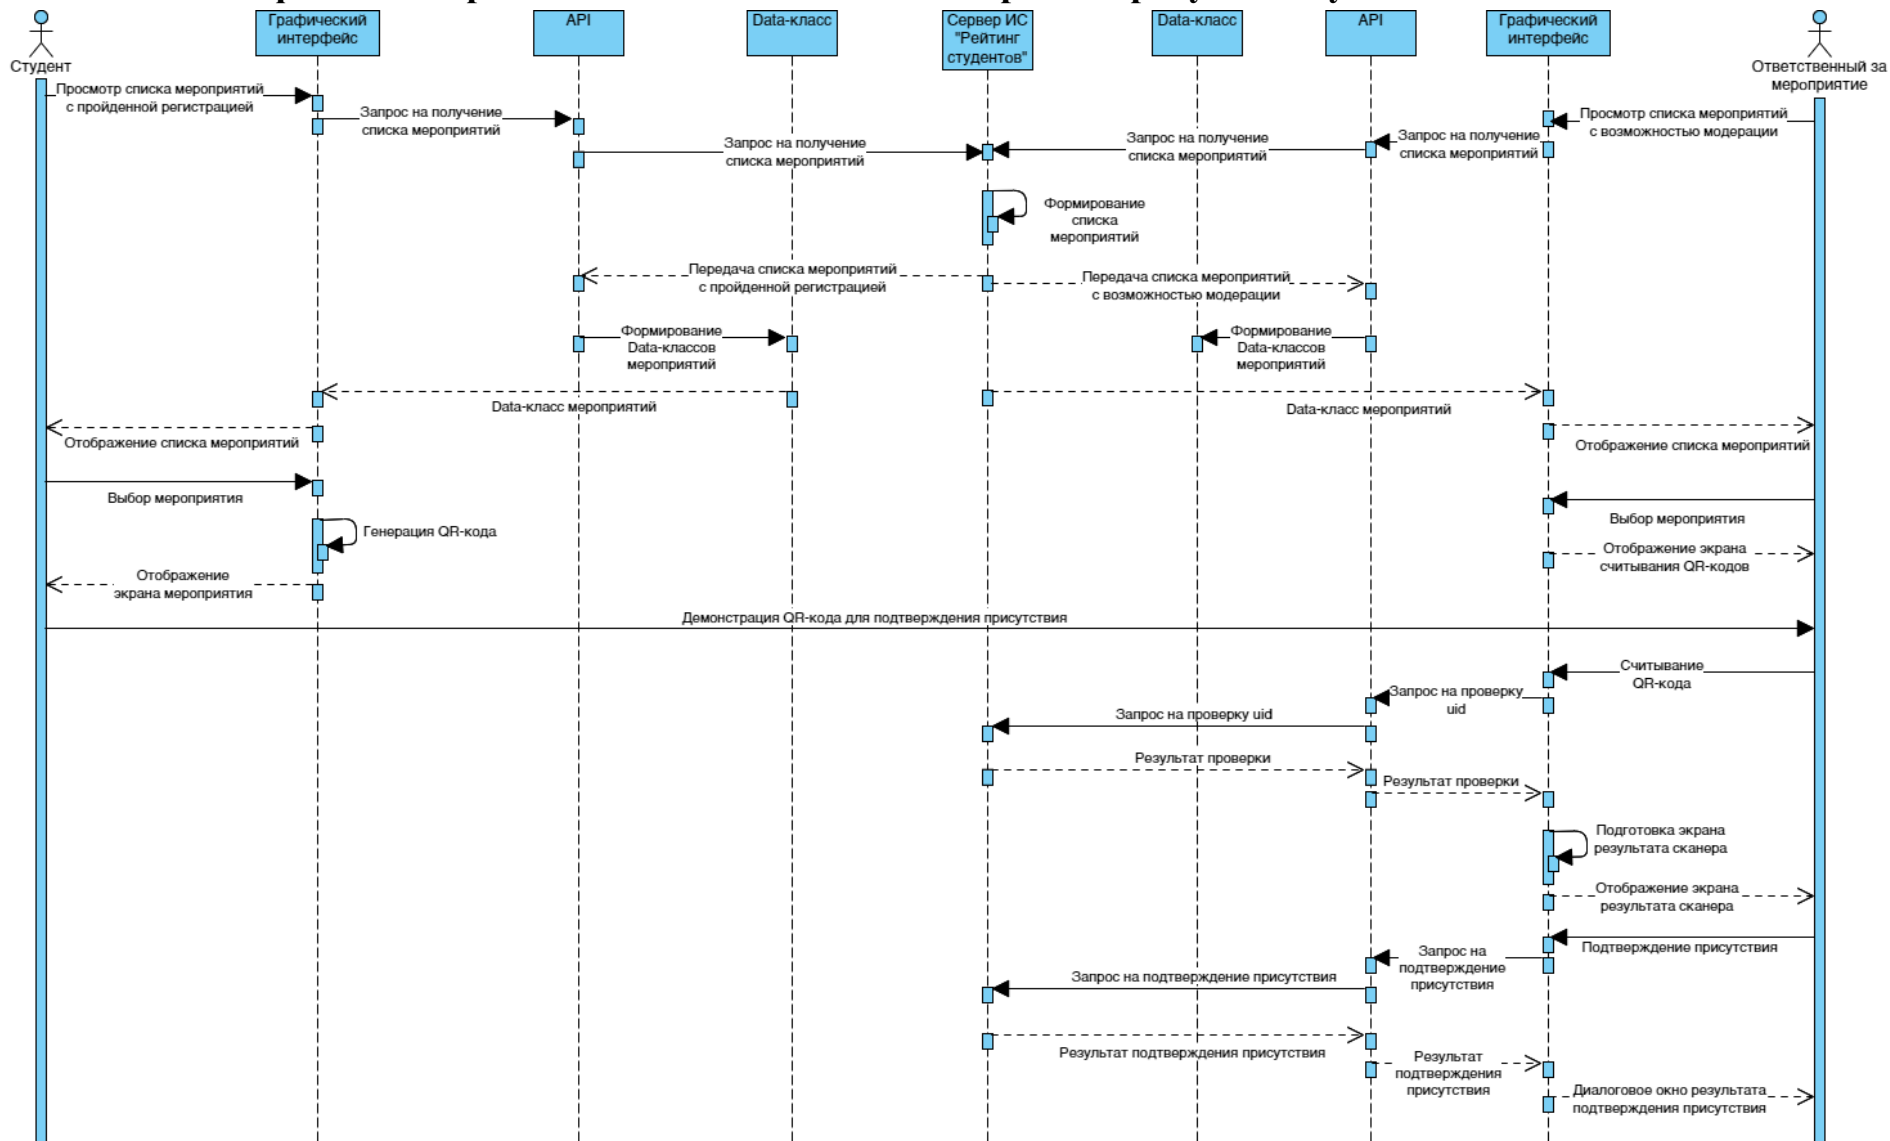 Студент
Графический
интерфейс
API
Data-класс
Сервер ИС
"Рейтинг
студентов"
Data-класс
API
Графический
интерфейс
Ответственный за
мероприятие
Просмотр списка мероприятий
с пройденной регистрацией
Запрос на получение
списка мероприятий
Запрос на получение
списка мероприятий
Запрос на получение
списка мероприятий
Запрос на получение
списка мероприятий
Просмотр списка мероприятий
с возможностью модерации
Формирование
списка
мероприятий
Передача списка мероприятий
с пройденной регистрацией
Передача списка мероприятий
с возможностью модерации
Формирование
Data-классов
мероприятий
Формирование
Data-классов
мероприятий
Data-класс мероприятий
Data-класс мероприятий
Отображение списка мероприятий
Отображение списка мероприятий
Выбор мероприятия
Выбор мероприятия
Генерация QR-кода
Отображение экрана
считывания QR-кодов
Отображение
экрана мероприятия
Демонстрация QR-кода для подтверждения присутствия
Считывание
QR-кода
Запрос на проверку
uid
Запрос на проверку uid
Результат проверки
Результат проверки
Подготовка экрана
результата сканера
Отображение экрана
результата сканера
Подтверждение присутствия
Запрос на
подтверждение
присутствия
Запрос на подтверждение присутствия
Результат подтверждения присутствия
Результат
подтверждения
присутствия
Диалоговое окно результата
подтверждения присутствия